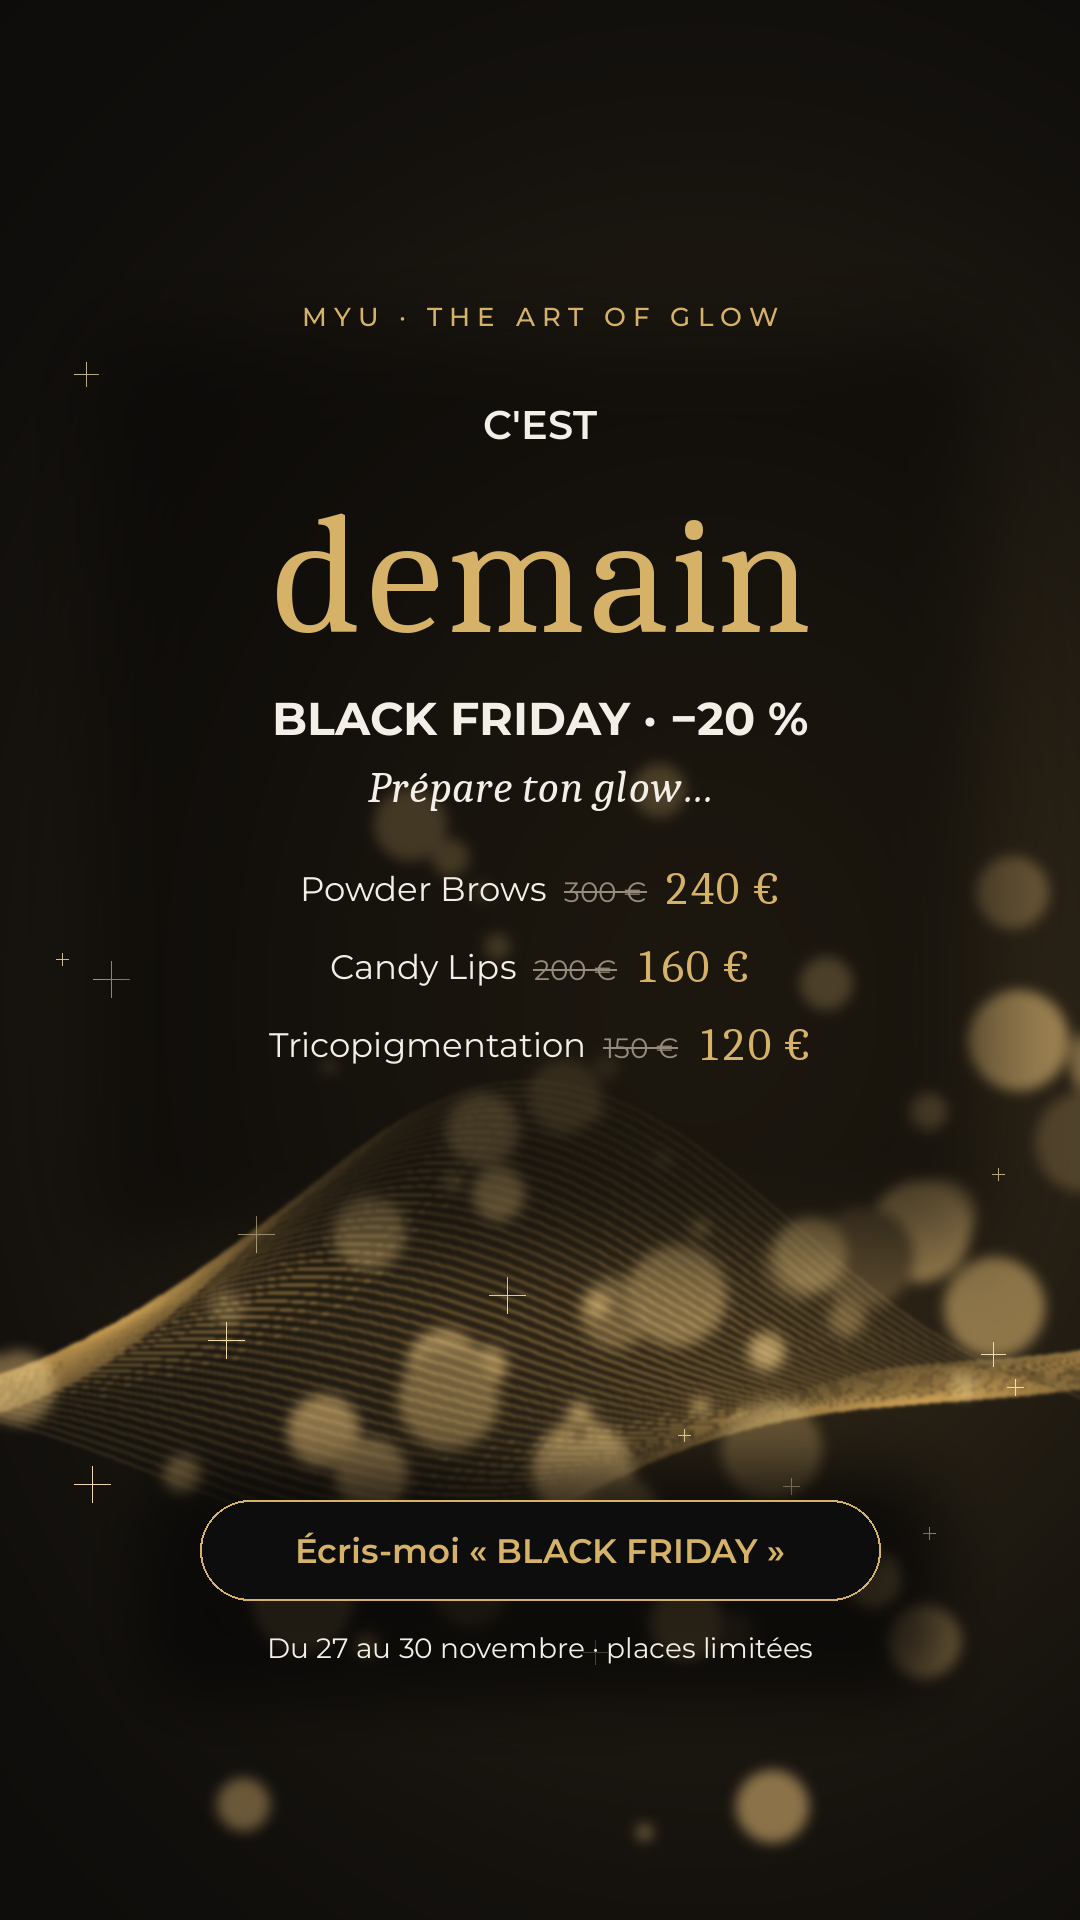 MYU · THE ART OF GLOW
C'EST
demain
BLACK FRIDAY · −20 %
Prépare ton glow...
Powder Brows 300 € 240 €
Candy Lips 200 € 160 €
Tricopigmentation 150 € 120 €
Écris-moi « BLACK FRIDAY »
Du 27 au 30 novembre · places limitées